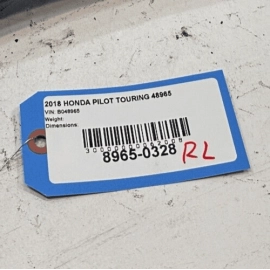 2018 HONDA PILOT TOURING 48965
VIN: B048965
Weight:
Dimensions:
8965-0328 RL